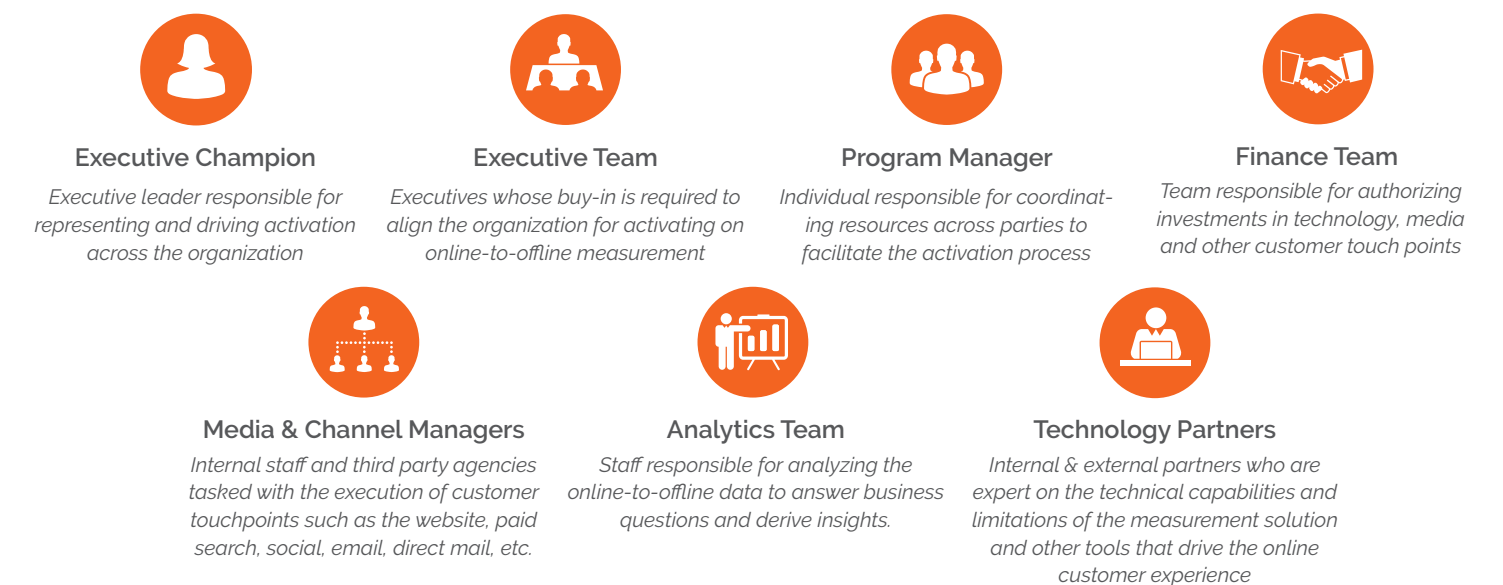 Executive Champion
Executive leader responsible for
representing and driving activation
across the organization
Executive Team
Executives whose buy-in is required to
align the organization for activating on
online-to-offline measurement
Program Manager
Individual responsible for coordinat-
ing resources across parties to
facilitate the activation process
Finance Team
Team responsible for authorizing
investments in technology, media
and other customer touch points
Media & Channel Managers
Internal staff and third party agencies
tasked with the execution of customer
touchpoints such as the website, paid
search, social, email, direct mail, etc.
Analytics Team
Staff responsible for analyzing the
online-to-offline data to answer business
questions and derive insights.
Technology Partners
Internal & external partners who are
expert on the technical capabilities and
limitations of the measurement solution
and other tools that drive the online
customer experience